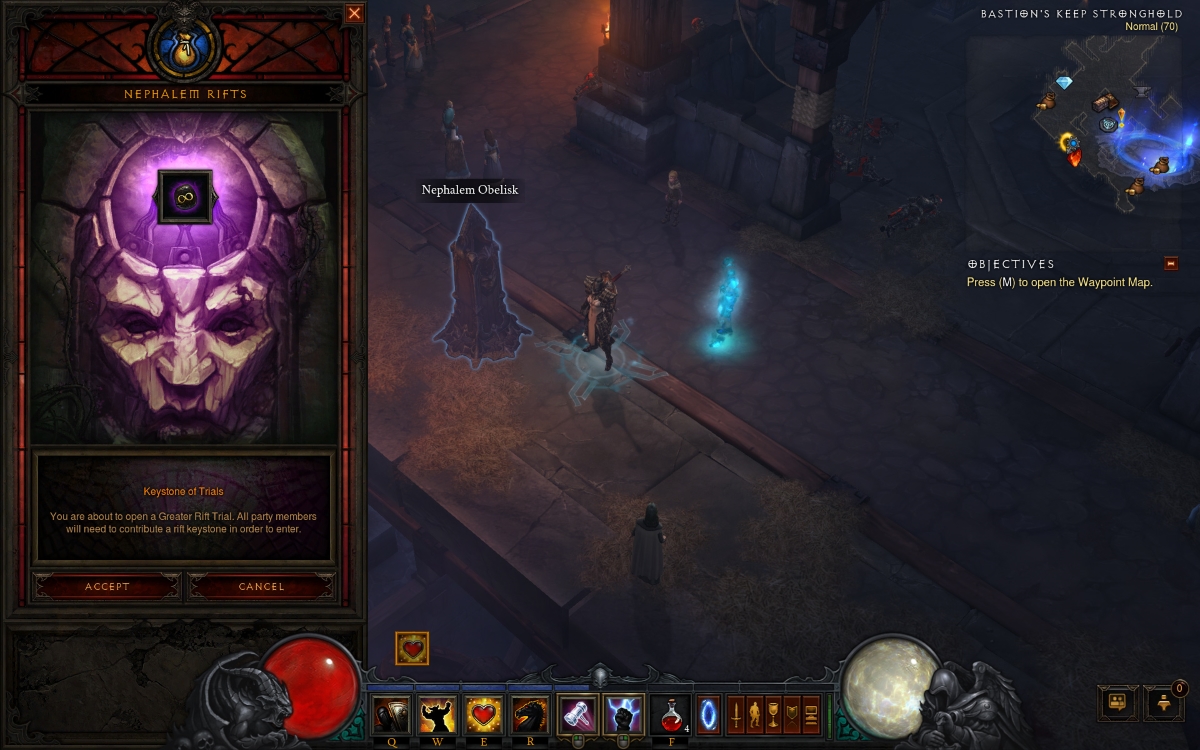 NEPHALEM RIFTS
Keystone of Trials
You are about to open a Greater Rift Trial. All party members
will need to contribute a rift keystone in order to enter.
ACCEPT
CANCEL
Nephalem Obelisk
BASTION'S KEEP STRONGHOLD
Normal (70)
OBJECTIVES
Press (M) to open the Waypoint Map.
Q
W
E
R
4
F
0